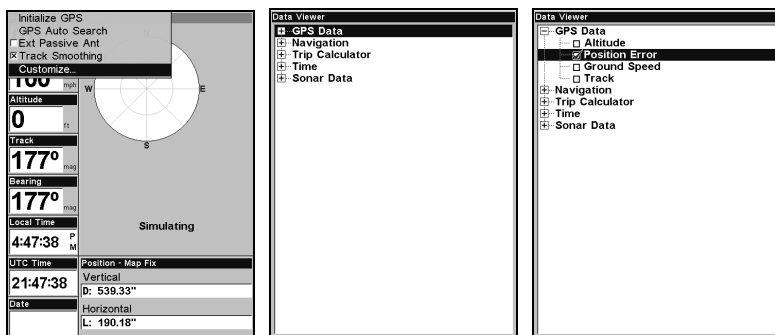 Initialize GPS
GPS Auto Search
Ext Passive Ant
Track Smoothing
Customize...
100 mph
W
E
S
Altitude
0 ft
Track
177° mag
Bearing
177° mag
Local Time
4:47:38 PM
UTC Time
21:47:38
Date
Simulating
Position - Map Fix
Vertical
D: 539.33"
Horizontal
L: 190.18"
Data Viewer
GPS Data
Navigation
Trip Calculator
Time
Sonar Data
Data Viewer
GPS Data
Altitude
Position Error
Ground Speed
Track
Navigation
Trip Calculator
Time
Sonar Data